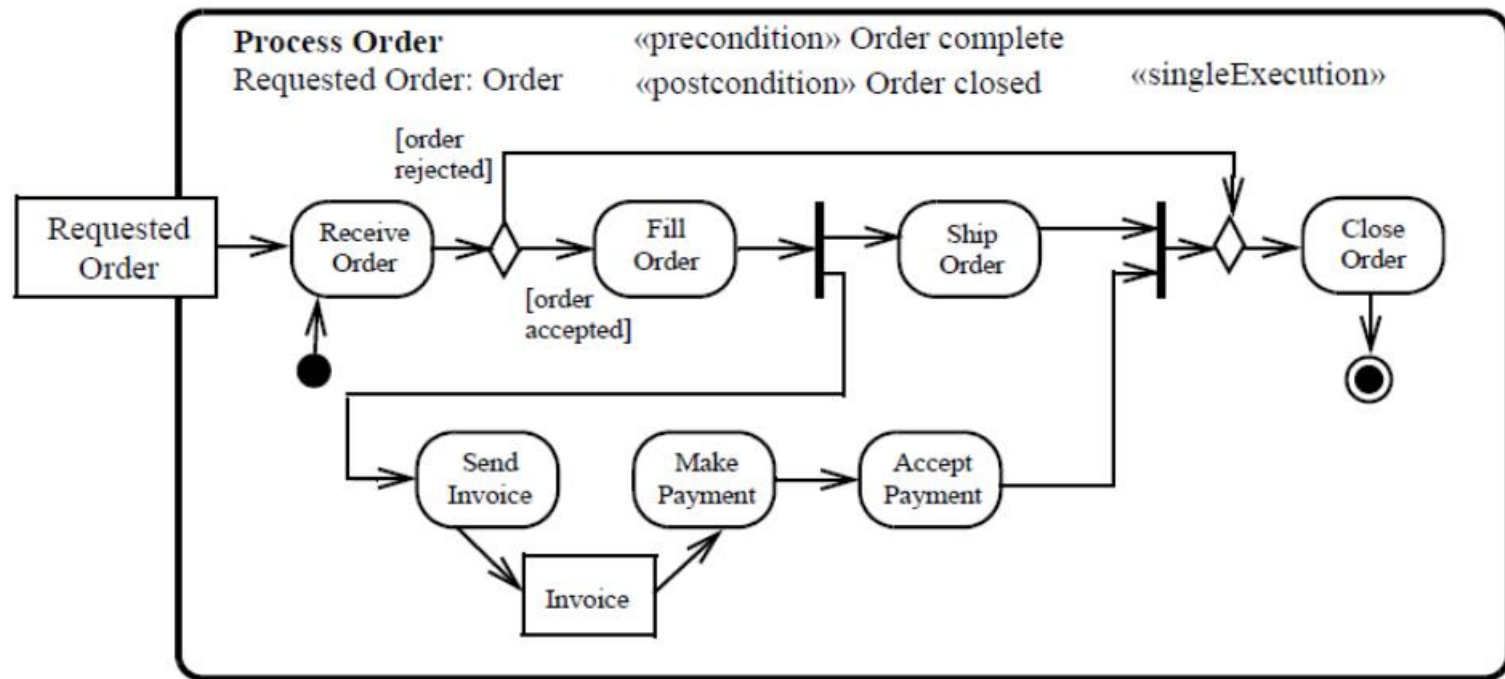 Process Order
Requested Order: Order
«precondition» Order complete
«postcondition» Order closed
«singleExecution»
[order
rejected]
Requested
Order
Receive
Order
Fill
Order
Ship
Order
Close
Order
[order
accepted]
Send
Invoice
Make
Payment
Accept
Payment
Invoice